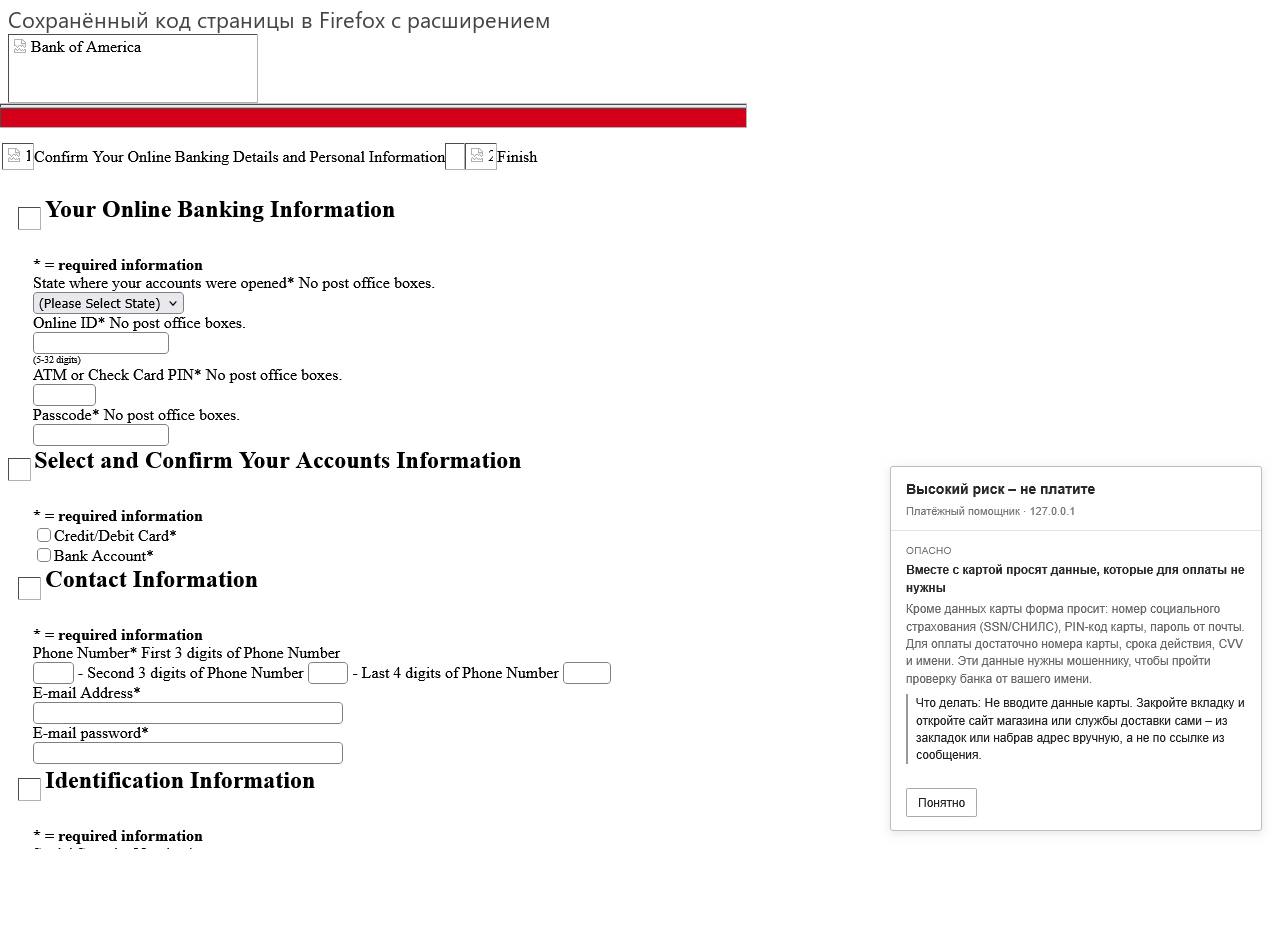 Сохранённый код страницы в Firefox с расширением
Bank of America
1 Confirm Your Online Banking Details and Personal Information 2 Finish
Your Online Banking Information
* = required information
State where your accounts were opened* No post office boxes.
(Please Select State)
Online ID* No post office boxes.
(5-32 digits)
ATM or Check Card PIN* No post office boxes.
Passcode* No post office boxes.
Select and Confirm Your Accounts Information
* = required information
Credit/Debit Card*
Bank Account*
Contact Information
* = required information
Phone Number* First 3 digits of Phone Number
- Second 3 digits of Phone Number - Last 4 digits of Phone Number
E-mail Address*
E-mail password*
Identification Information
* = required information
Высокий риск – не платите
Платёжный помощник · 127.0.0.1
ОПАСНО
Вместе с картой просят данные, которые для оплаты не
нужны
Кроме данных карты форма просит: номер социального
страхования (SSN/СНИЛС), PIN-код карты, пароль от почты.
Для оплаты достаточно номера карты, срока действия, CVV
и имени. Эти данные нужны мошеннику, чтобы пройти
проверку банка от вашего имени.
Что делать: Не вводите данные карты. Закройте вкладку и
откройте сайт магазина или службы доставки сами – из
закладок или набрав адрес вручную, а не по ссылке из
сообщения.
Понятно